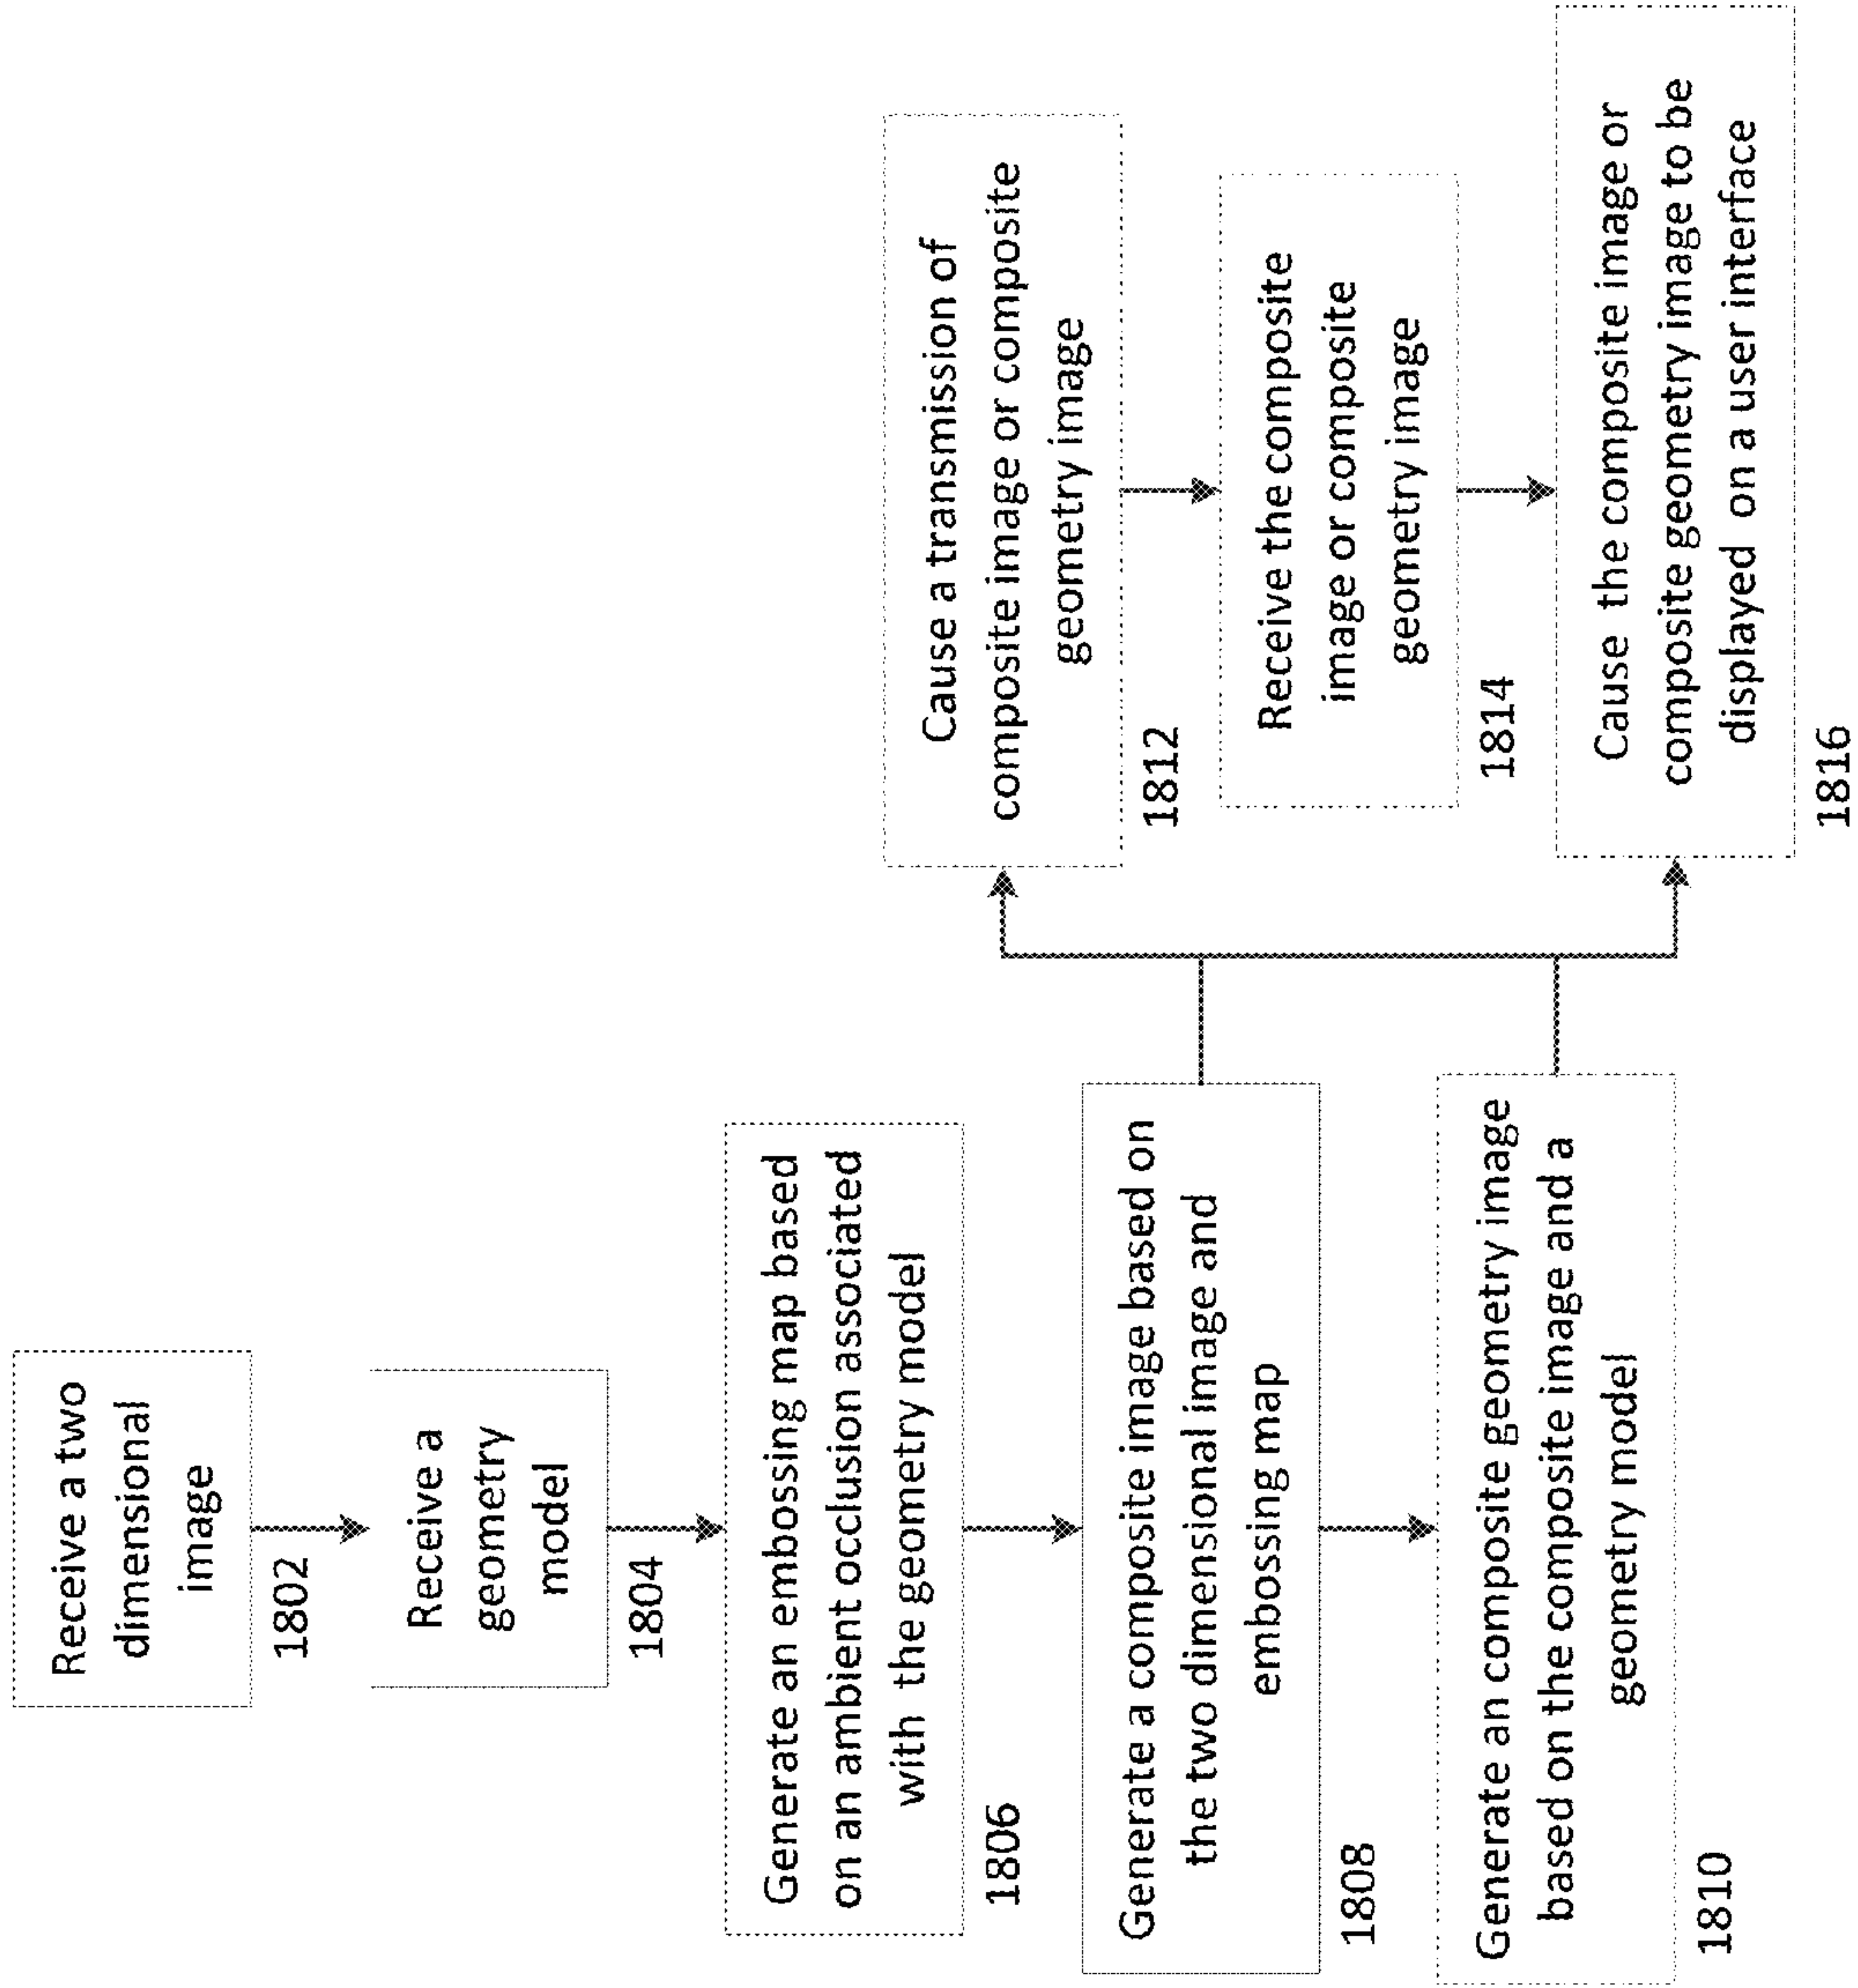 Receive a two
dimensional
image
1802
Receive a
geometry
model
1804
Generate an embossing map based
on an ambient occlusion associated
with the geometry model
1806
Generate a composite image based on
the two dimensional image and
embossing map
1808
Generate an composite geometry image
based on the composite image and a
geometry model
1810
Cause a transmission of
composite image or composite
geometry image
1812
Receive the composite
image or composite
geometry image
1814
Cause the composite image or
composite geometry image to be
displayed on a user interface
1816